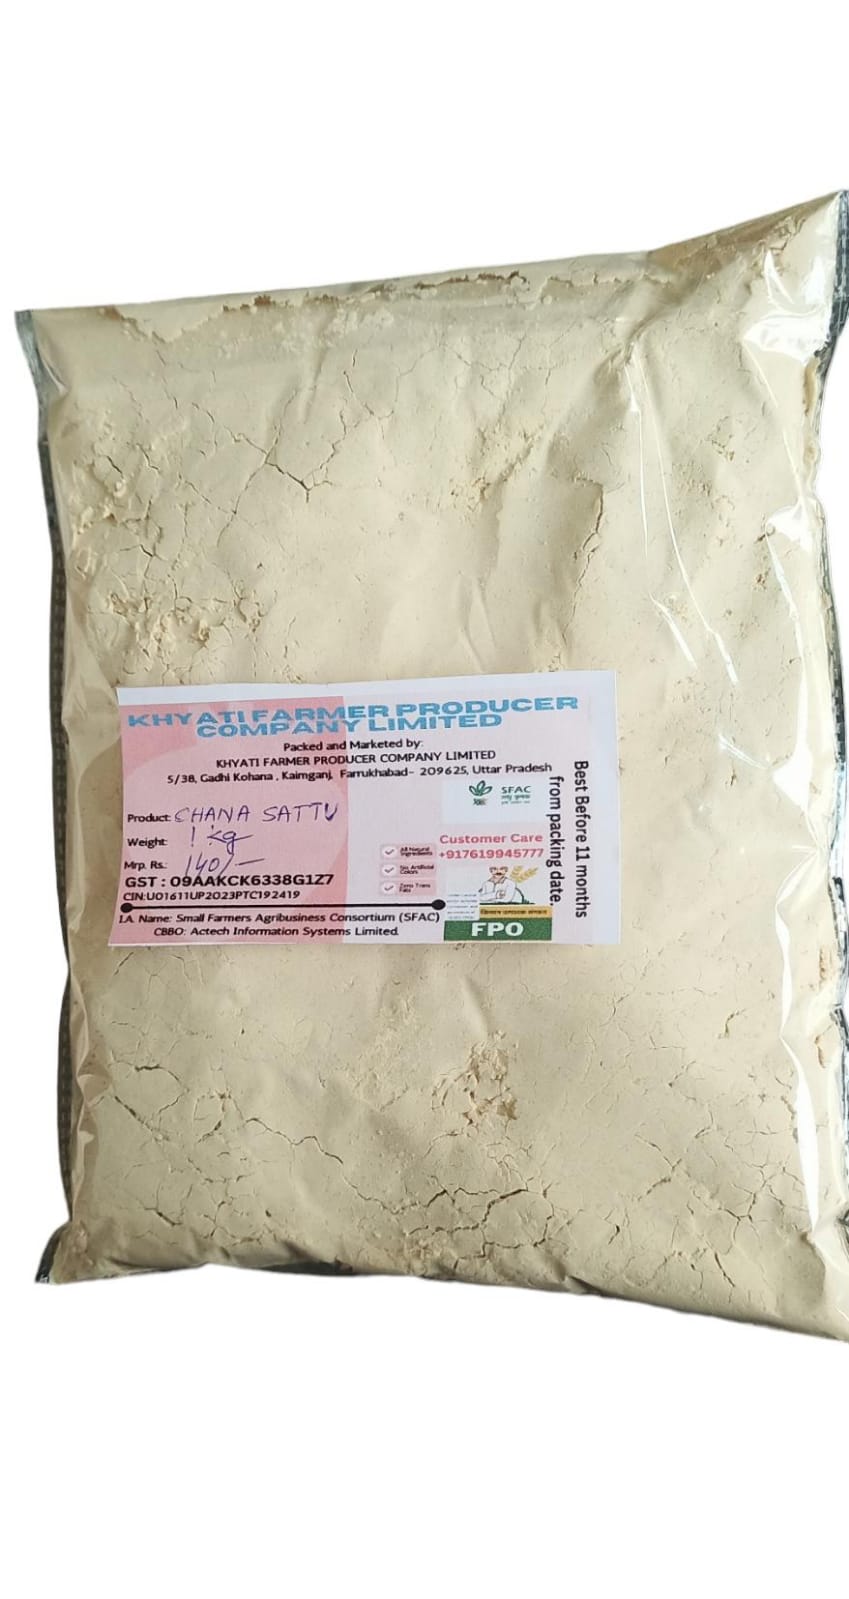 KHYATI FARMER PRODUCER
COMPANY LIMITED
Packed and Marketed by:
KHYATI FARMER PRODUCER COMPANY LIMITED
5/38, Gadhi Kohana , Kaimganj, Farrukhabad- 209625, Uttar Pradesh
SFAC
Product: CHANA SATTU
Weight: 1 kg
Mrp. Rs.: 140/-
GST : 09AAKCK6338G1Z7
CIN:U01611UP2023PTC192419
All Natural
Ingredients
No Artificial
Colors
Zero Trans
Fats
Customer Care
+917619945777
I.A. Name: Small Farmers Agribusiness Consortium (SFAC)
CBBO: Actech Information Systems Limited.
FPO
Best Before 11 months
from packing date.